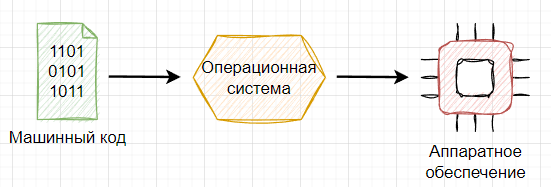 1101
0101
1011
Машинный код
Операционная
система
Аппаратное
обеспечение